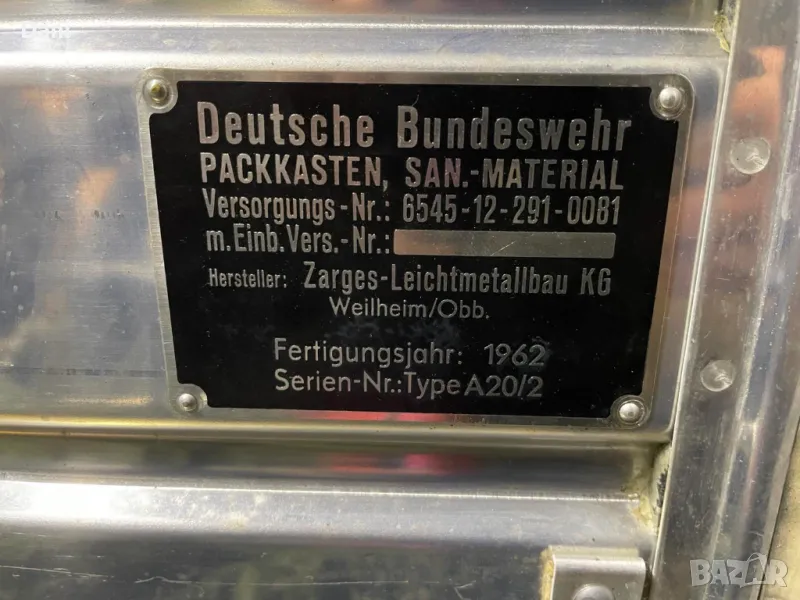 Deutsche Bundeswehr
PACKKASTEN, SAN.-MATERIAL
Versorgungs-Nr.: 6545-12-291-0081
m.Einb.Vers.-Nr.:
Hersteller: Zarges-Leichtmetallbau KG
Weilheim/Obb.
Fertigungsjahr: 1962
Serien-Nr.:Type A20/2
BAZAR